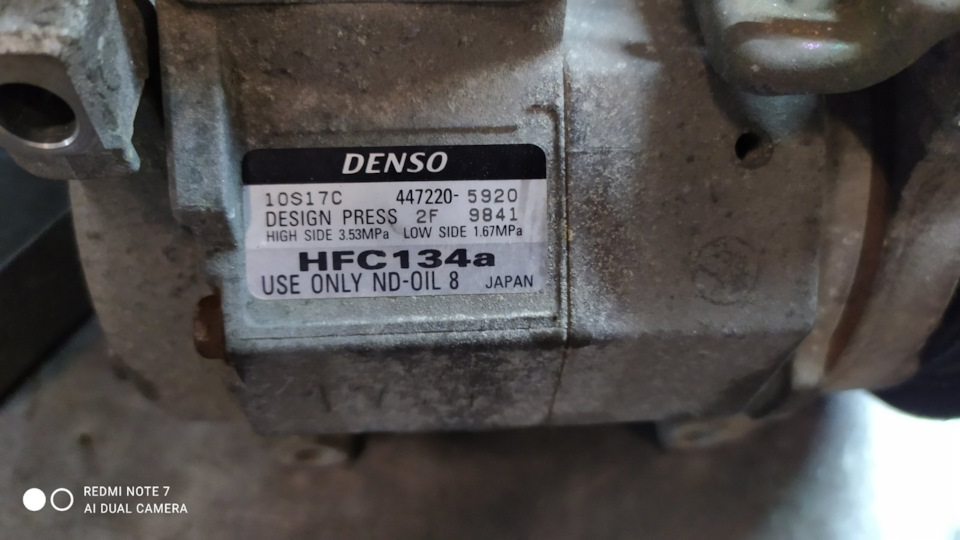 DENSO
10S17C 447220-5920
DESIGN PRESS 2F 9841
HIGH SIDE 3.53MPa LOW SIDE 1.67MPa
HFC134a
USE ONLY ND-OIL 8 JAPAN
REDMI NOTE 7
AI DUAL CAMERA